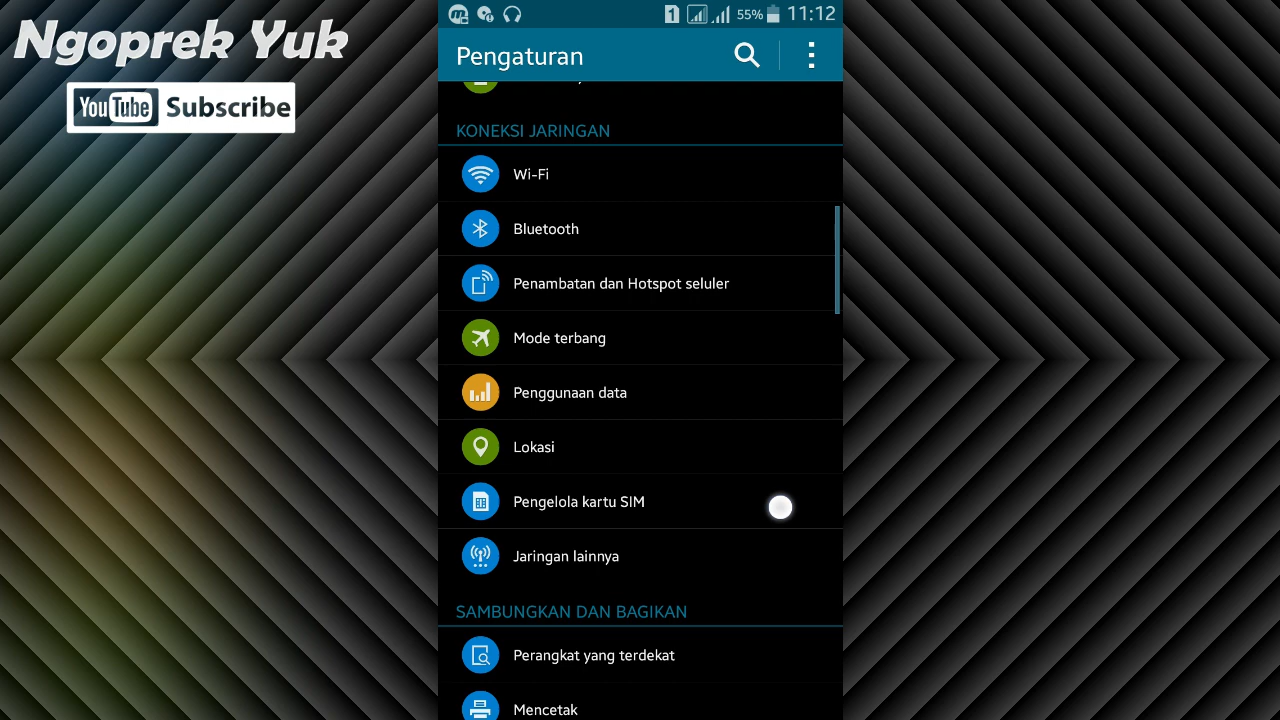 Ngoprek Yuk
YouTube Subscribe
1 55% 11:12
Pengaturan
KONEKSI JARINGAN
Wi-Fi
Bluetooth
Penambatan dan Hotspot seluler
Mode terbang
Penggunaan data
Lokasi
Pengelola kartu SIM
Jaringan lainnya
SAMBUNGKAN DAN BAGIKAN
Perangkat yang terdekat
Mencetak